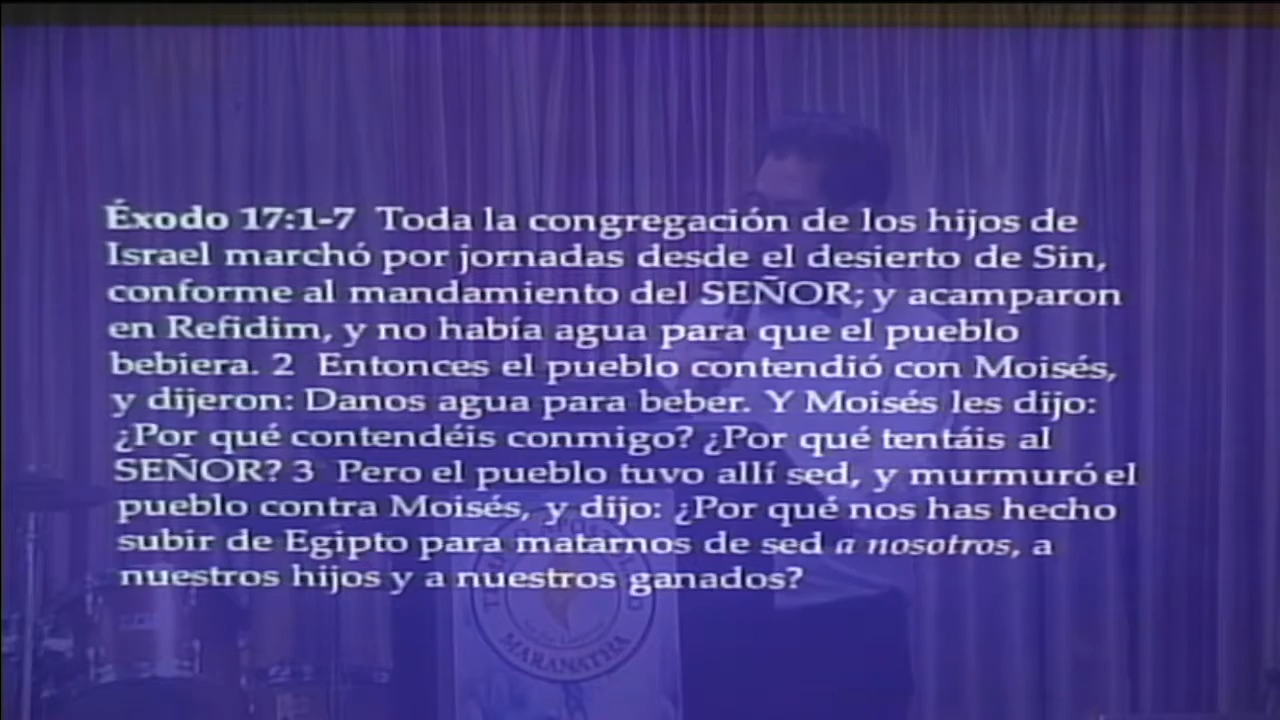 Éxodo 17:1-7 Toda la congregación de los hijos de
Israel marchó por jornadas desde el desierto de Sin,
conforme al mandamiento del SEÑOR; y acamparon
en Refidim, y no había agua para que el pueblo
bebiera. 2 Entonces el pueblo contendió con Moisés,
y dijeron: Danos agua para beber. Y Moisés les dijo:
¿Por qué contendéis conmigo? ¿Por qué tentáis al
SEÑOR? 3 Pero el pueblo tuvo allí sed, y murmuró el
pueblo contra Moisés, y dijo: ¿Por qué nos has hecho
subir de Egipto para matarnos de sed a nosotros, a
nuestros hijos y a nuestros ganados?
MARANATHA